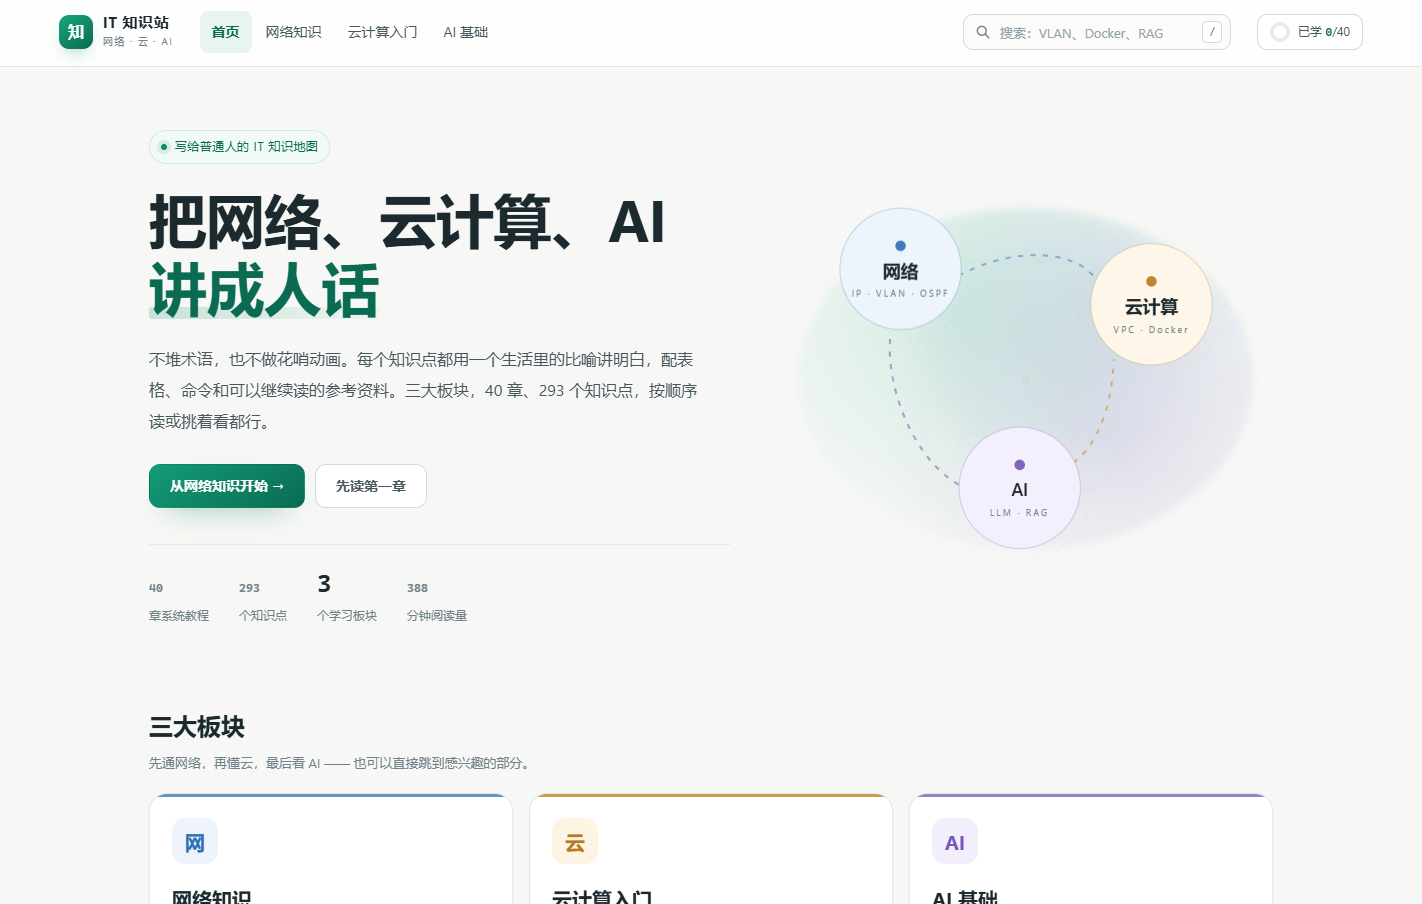 知
IT 知识站
网络 · 云 · AI
首页
网络知识
云计算入门
AI 基础
搜索：VLAN、Docker、RAG
/
已学 0/40
写给普通人的 IT 知识地图
把网络、云计算、AI
讲成人话
不堆术语，也不做花哨动画。每个知识点都用一个生活里的比喻讲明白，配表
格、命令和可以继续读的参考资料。三大板块，40 章、293 个知识点，按顺序
读或挑着看都行。
从网络知识开始 →
先读第一章
40
章系统教程
293
个知识点
3
个学习板块
388
分钟阅读量
网络
IP · VLAN · OSPF
云计算
VPC · Docker
AI
LLM · RAG
三大板块
先通网络，再懂云，最后看 AI —— 也可以直接跳到感兴趣的部分。
网
网络知识
云
云计算入门
AI
AI 基础